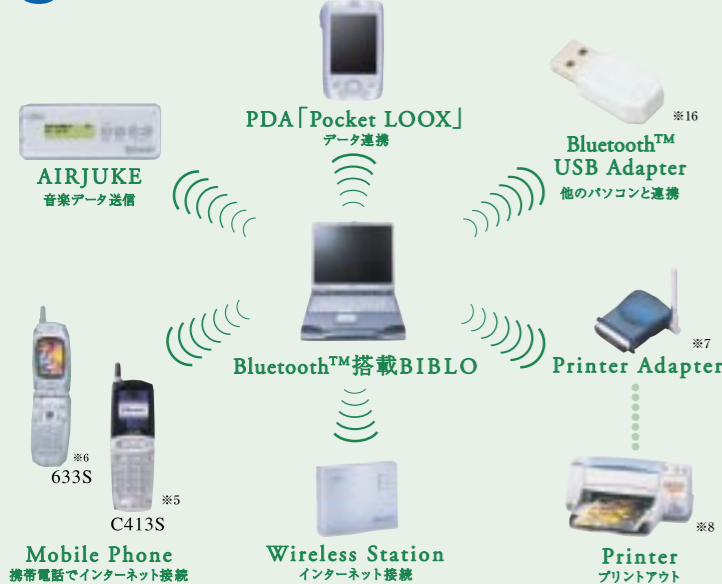 PDA「Pocket LOOX」
データ連携
※16
Bluetooth™
USB Adapter
他のパソコンと連携
AIRJUKE
音楽データ送信
Bluetooth™搭載BIBLO
※7
Printer Adapter
※6
633S
※5
C413S
Mobile Phone
携帯電話でインターネット接続
Wireless Station
インターネット接続
※8
Printer
プリントアウト